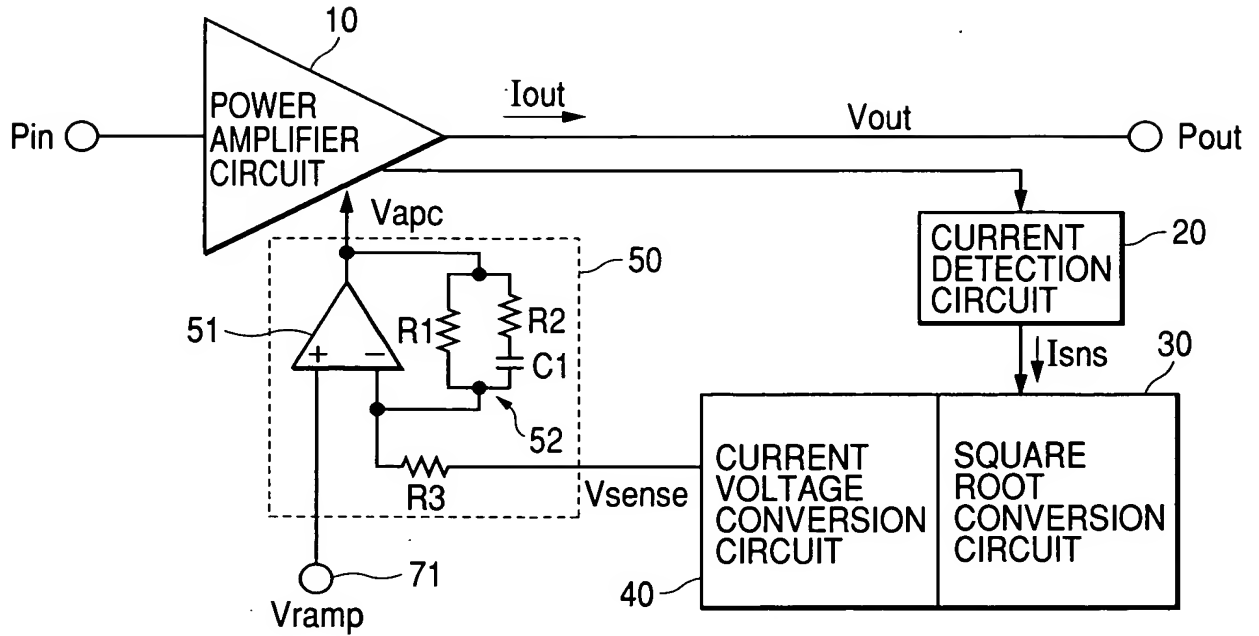 10
POWER
AMPLIFIER
CIRCUIT
Pin
Iout
Vout
Pout
Vapc
CURRENT
DETECTION
CIRCUIT
20
50
51
R1
R2
C1
+
−
Isns
30
52
R3
Vsense
CURRENT
VOLTAGE
CONVERSION
CIRCUIT
SQUARE
ROOT
CONVERSION
CIRCUIT
71
40
Vramp